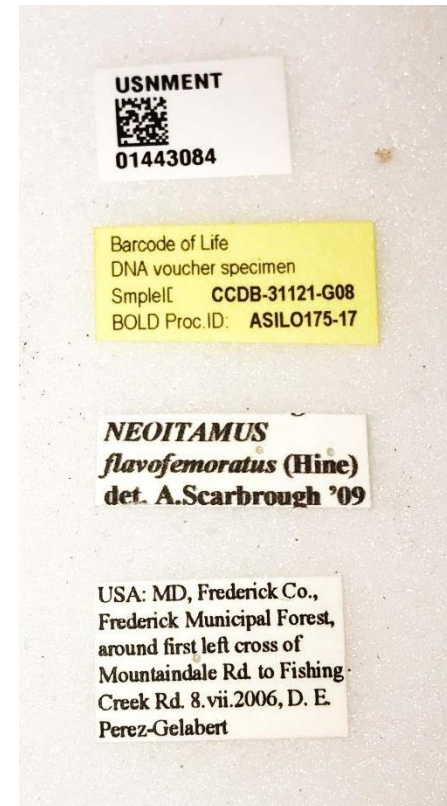 USNMENT
01443084
Barcode of Life
DNA voucher specimen
SmpleID CCDB-31121-G08
BOLD Proc.ID: ASILO175-17
NEOITAMUS
flavofemoratus (Hine)
det. A.Scarbrough '09
USA: MD, Frederick Co.,
Frederick Municipal Forest,
around first left cross of
Mountaindale Rd. to Fishing
Creek Rd. 8.vii.2006, D. E.
Perez-Gelabert